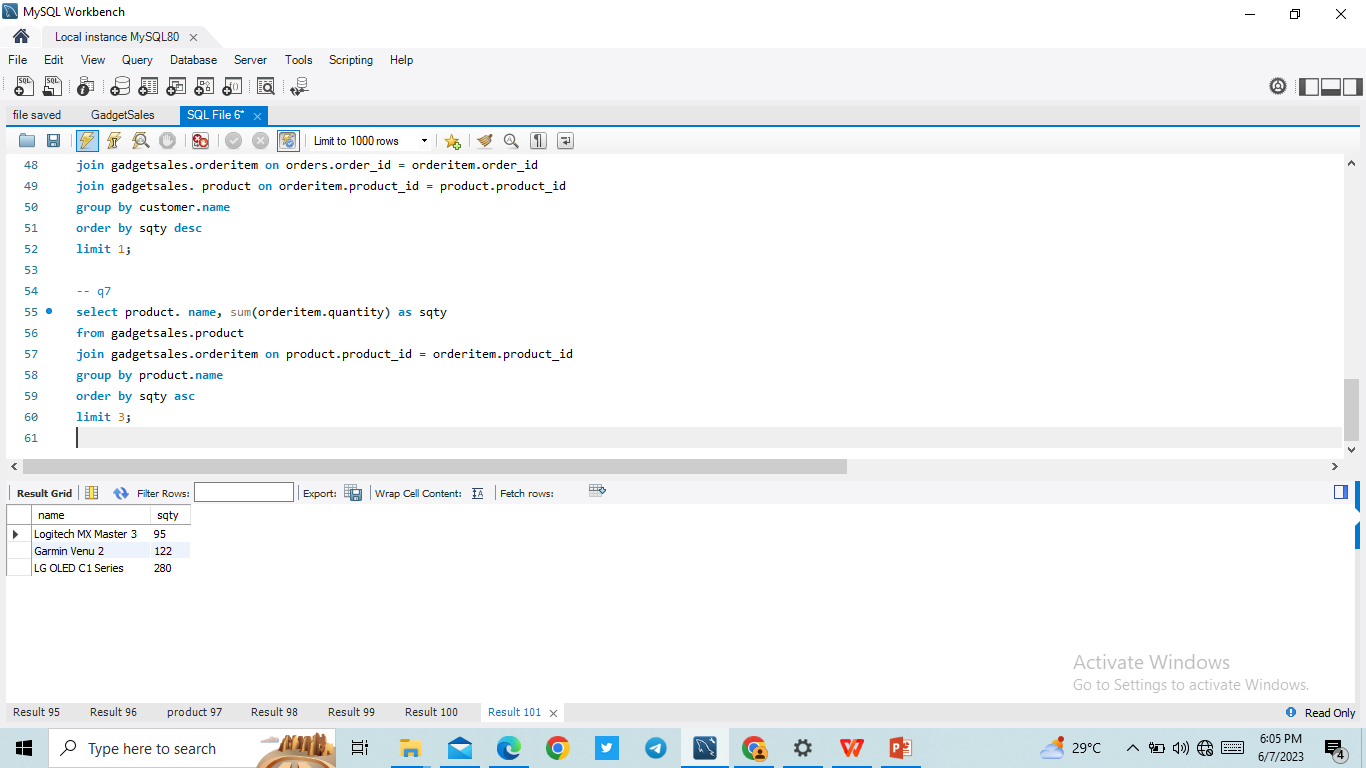 MySQL Workbench
Local instance MySQL80
File Edit View Query Database Server Tools Scripting Help
file saved GadgetSales SQL File 6*
Limit to 1000 rows
48 join gadgetsales.orderitem on orders.order_id = orderitem.order_id
49 join gadgetsales. product on orderitem.product_id = product.product_id
50 group by customer.name
51 order by sqty desc
52 limit 1;
53
54 -- q7
55 select product. name, sum(orderitem.quantity) as sqty
56 from gadgetsales.product
57 join gadgetsales.orderitem on product.product_id = orderitem.product_id
58 group by product.name
59 order by sqty asc
60 limit 3;
61
Result Grid Filter Rows: Export: Wrap Cell Content: Fetch rows:
name sqty
Logitech MX Master 3 95
Garmin Venu 2 122
LG OLED C1 Series 280
Activate Windows
Go to Settings to activate Windows.
Result 95 Result 96 product 97 Result 98 Result 99 Result 100 Result 101 Read Only
Type here to search 29°C 6:05 PM
6/7/2023 4